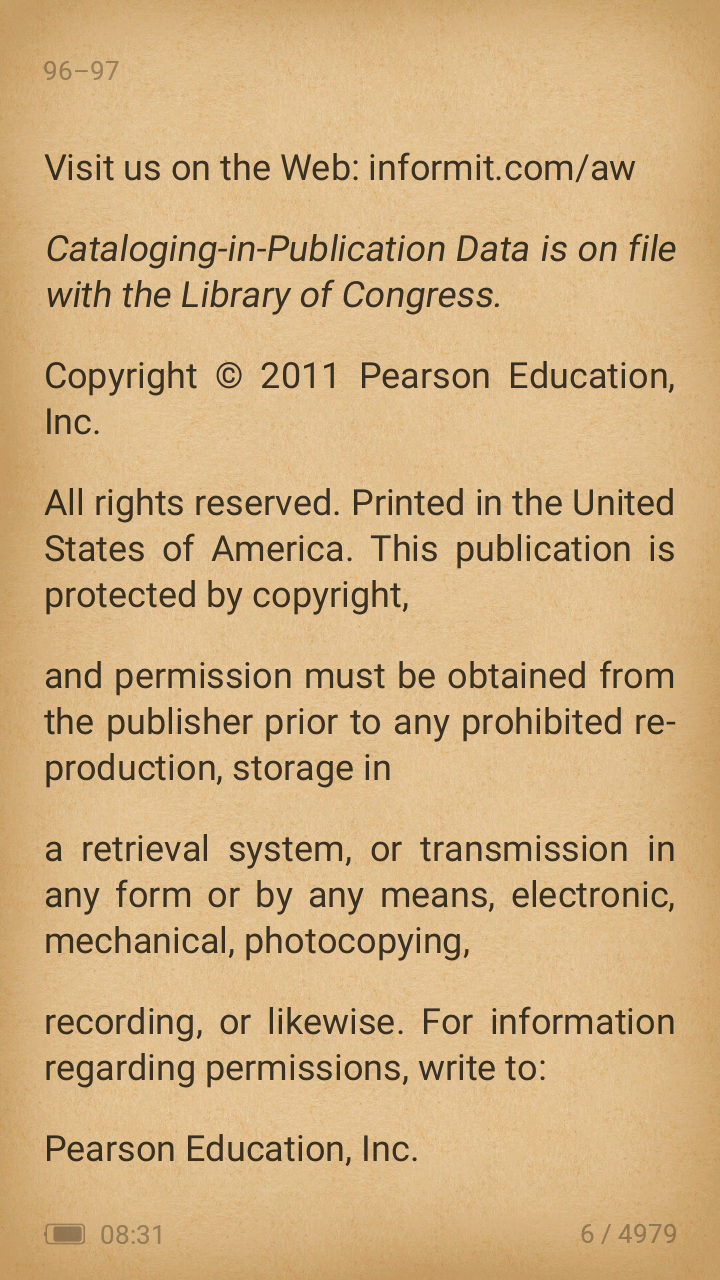 96–97
Visit us on the Web: informit.com/aw
Cataloging-in-Publication Data is on file
with the Library of Congress.
Copyright © 2011 Pearson Education,
Inc.
All rights reserved. Printed in the United
States of America. This publication is
protected by copyright,
and permission must be obtained from
the publisher prior to any prohibited re-
production, storage in
a retrieval system, or transmission in
any form or by any means, electronic,
mechanical, photocopying,
recording, or likewise. For information
regarding permissions, write to:
Pearson Education, Inc.
08:31
6 / 4979